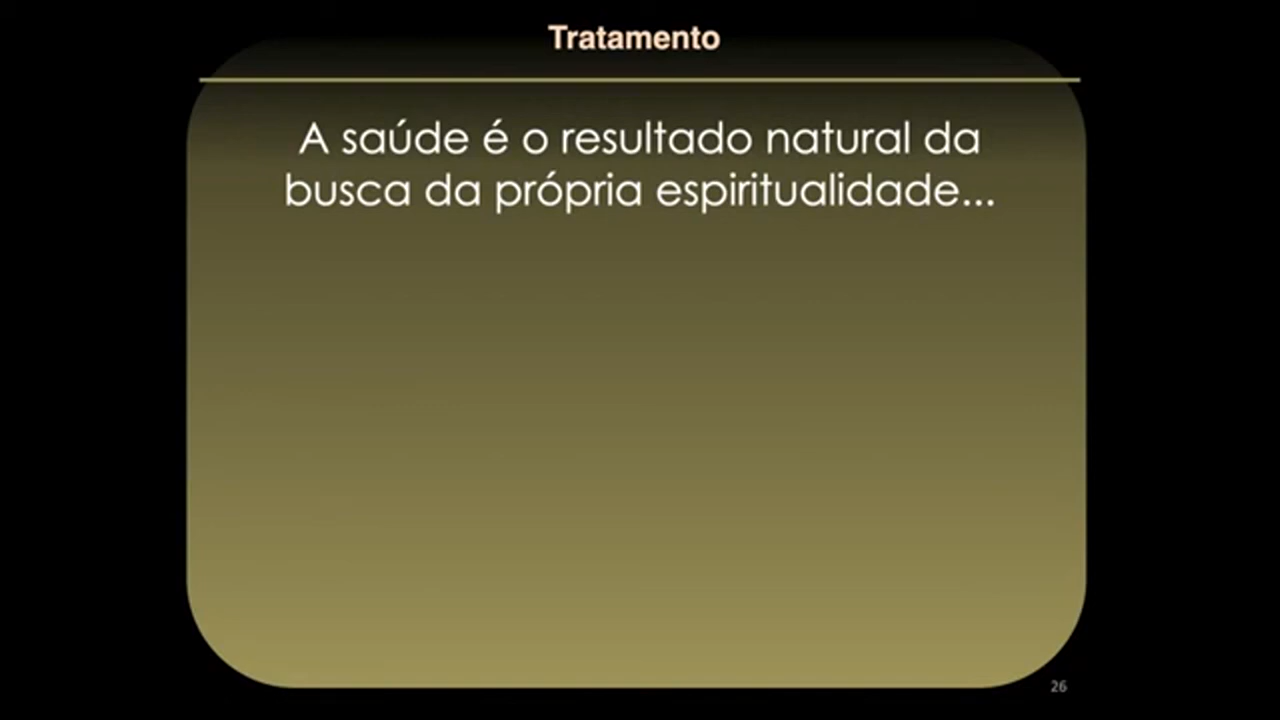 Tratamento
A saúde é o resultado natural da
busca da própria espiritualidade...
26